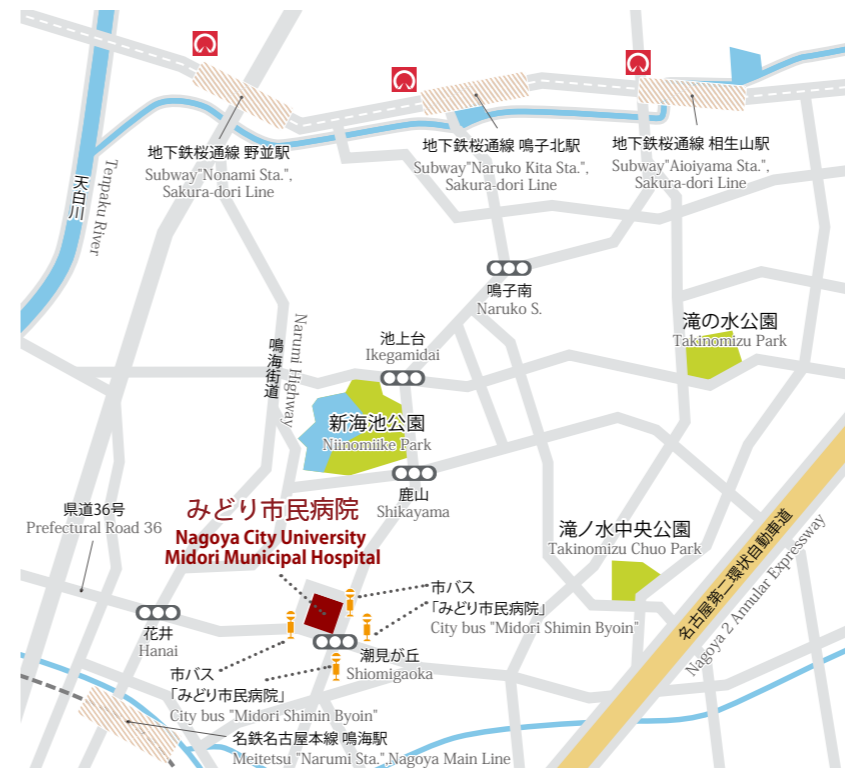 地下鉄桜通線 野並駅
Subway"Nonami Sta.",
Sakura-dori Line
地下鉄桜通線 鳴子北駅
Subway"Naruko Kita Sta.",
Sakura-dori Line
地下鉄桜通線 相生山駅
Subway"Aioiyama Sta.",
Sakura-dori Line
天白川
Tenpaku River
鳴子南
Naruko S.
滝の水公園
Takinomizu Park
池上台
Ikegamidai
鳴海街道
Narumi Highway
新海池公園
Niinomiike Park
鹿山
Shikayama
県道36号
Prefectural Road 36
みどり市民病院
Nagoya City University
Midori Municipal Hospital
滝ノ水中央公園
Takinomizu Chuo Park
名古屋第二環状自動車道
Nagoya 2 Annular Expressway
市バス
「みどり市民病院」
City bus "Midori Shimin Byoin"
花井
Hanai
潮見が丘
Shiomigaoka
市バス
「みどり市民病院」
City bus "Midori Shimin Byoin"
名鉄名古屋本線 鳴海駅
Meitetsu "Narumi Sta.",Nagoya Main Line